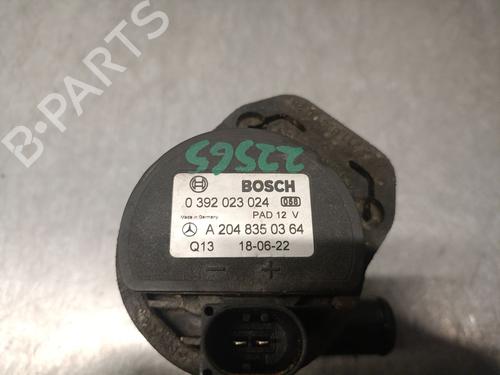 B-PARTS
22565
BOSCH
0 392 023 024
Made in Germany
PAD 12 V
A 204 835 03 64
Q13 18-06-22
- +